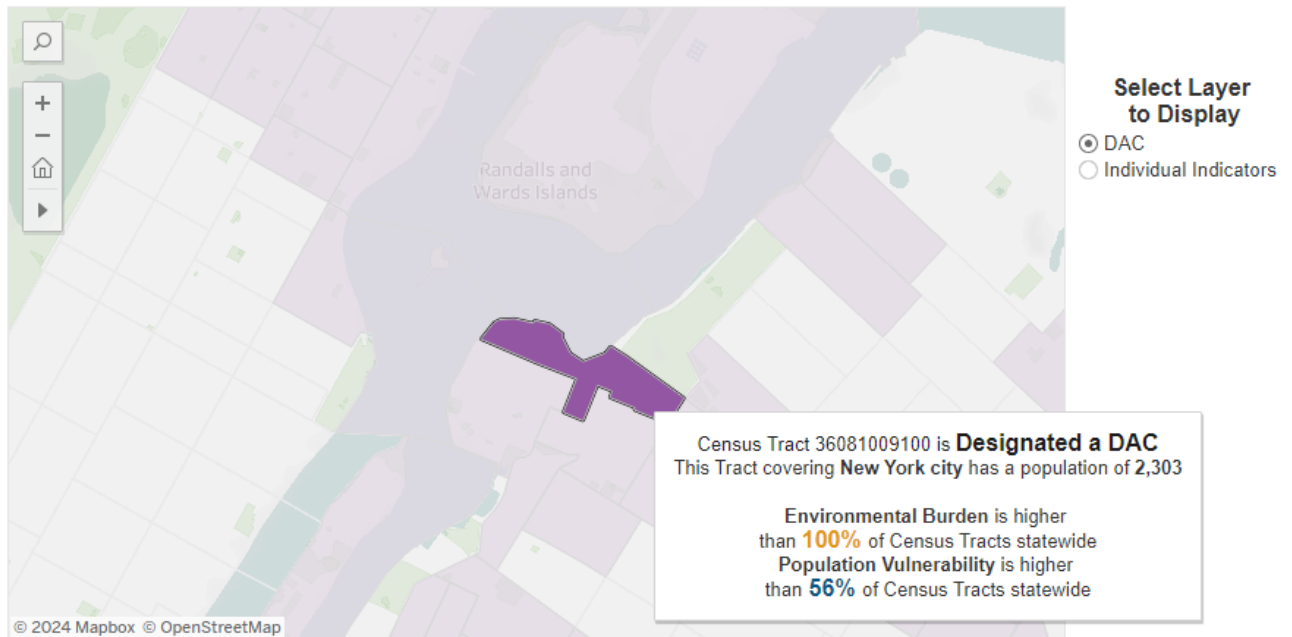 Randalls and
Wards Islands
Select Layer
to Display
DAC
Individual Indicators
Census Tract 36081009100 is Designated a DAC
This Tract covering New York city has a population of 2,303
Environmental Burden is higher
than 100% of Census Tracts statewide
Population Vulnerability is higher
than 56% of Census Tracts statewide
© 2024 Mapbox © OpenStreetMap